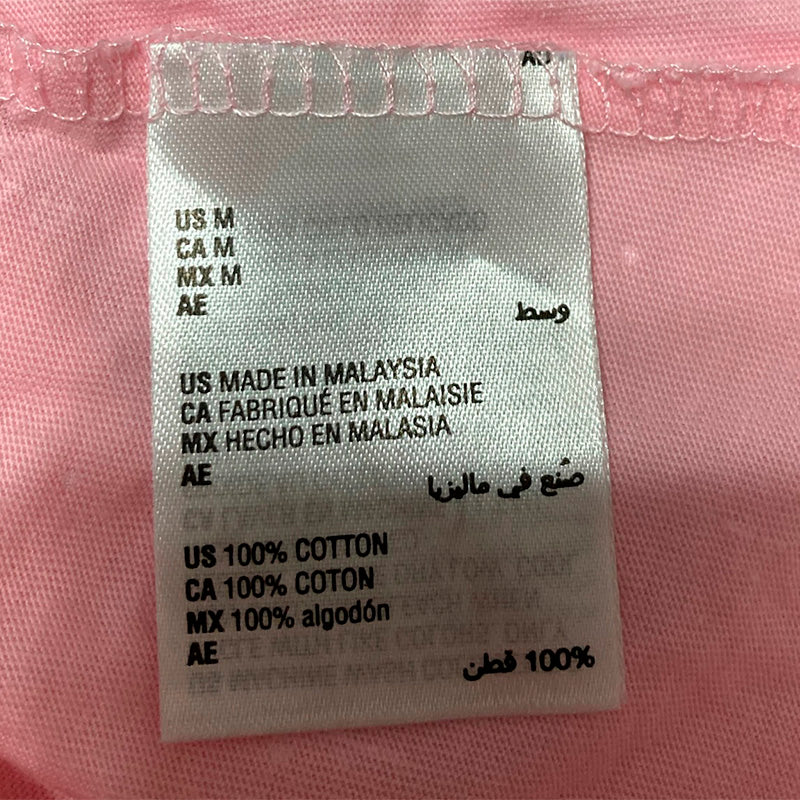 US M
CA M
MX M
AE
وسط
US MADE IN MALAYSIA
CA FABRIQUÉ EN MALAISIE
MX HECHO EN MALASIA
AE
صُنع في ماليزيا
US 100% COTTON
CA 100% COTON
MX 100% algodón
AE
100% قطن